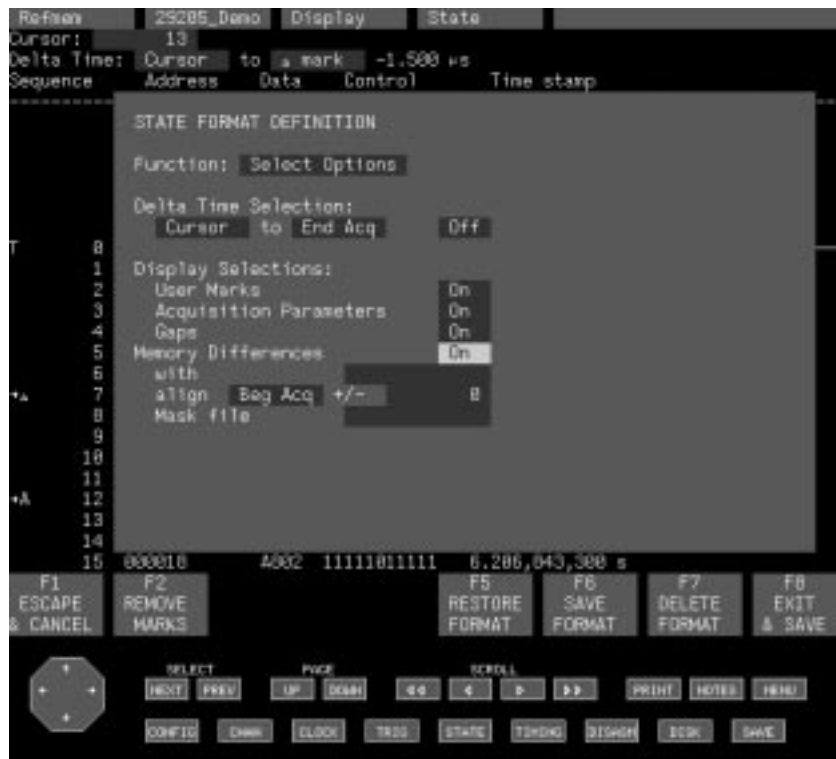 Refmem 29205_Demo Display State
Cursor: 13
Delta Time: Cursor to ▵ mark -1.500 µs
Sequence Address Data Control Time stamp
STATE FORMAT DEFINITION
Function: Select Options
Delta Time Selection:
Cursor to End Acq Off
T 0
1 Display Selections:
2 User Marks On
3 Acquisition Parameters On
4 Gaps On
5 Memory Differences On
6 with
7 align Beg Acq +/- 0
8 Mask file
9
10
11
12
13
14
15 000018 A802 11111011111 6.206,043,300 s
F1 ESCAPE & CANCEL
F2 REMOVE MARKS
F5 RESTORE FORMAT
F6 SAVE FORMAT
F7 DELETE FORMAT
F8 EXIT & SAVE
SELECT PAGE SCROLL
NEXT PREV UP DOWN PRINT NOTES MENU
CONFIG CHAN CLOCK TRIG STATE TIMING DISASM DISK SAVE